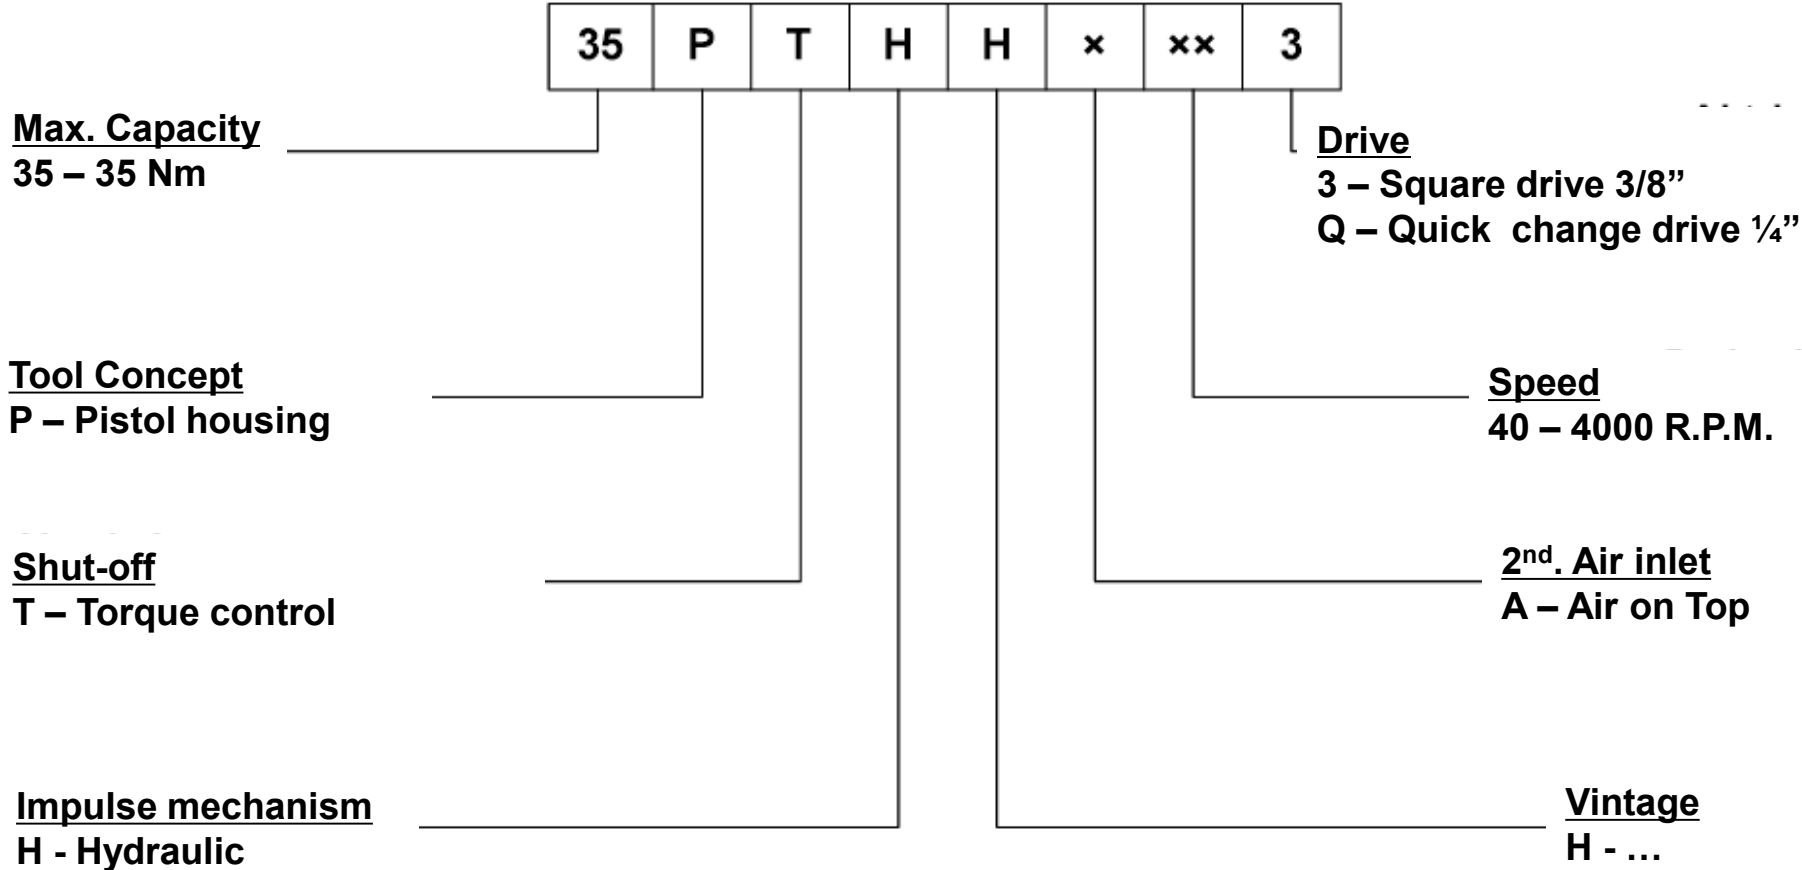 35 P T H H × ×× 3
Max. Capacity
35 – 35 Nm
Drive
3 – Square drive 3/8”
Q – Quick change drive ¼”
Tool Concept
P – Pistol housing
Speed
40 – 4000 R.P.M.
Shut-off
T – Torque control
2nd. Air inlet
A – Air on Top
Impulse mechanism
H - Hydraulic
Vintage
H - …